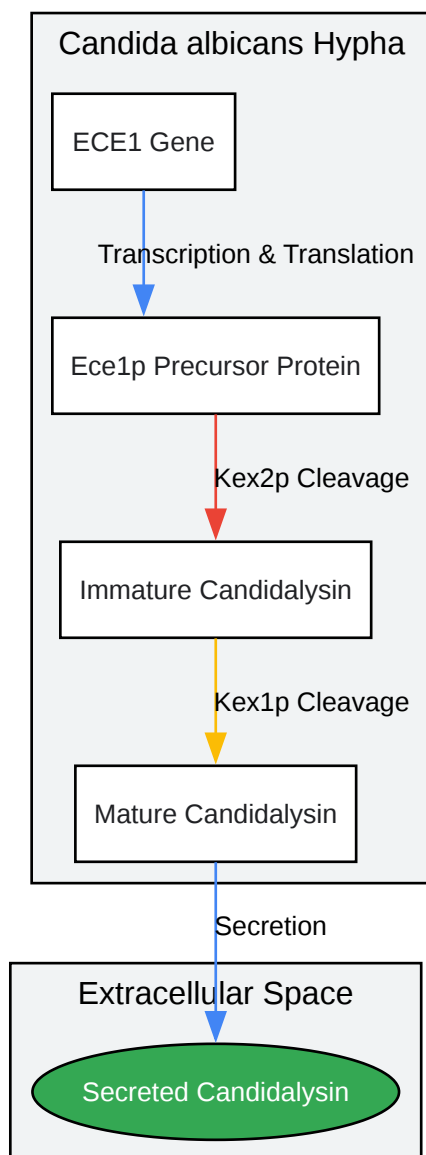 Candida albicans Hypha
ECE1 Gene
Transcription & Translation
Ece1p Precursor Protein
Kex2p Cleavage
Immature Candidalysin
Kex1p Cleavage
Mature Candidalysin
Secretion
Extracellular Space
Secreted Candidalysin